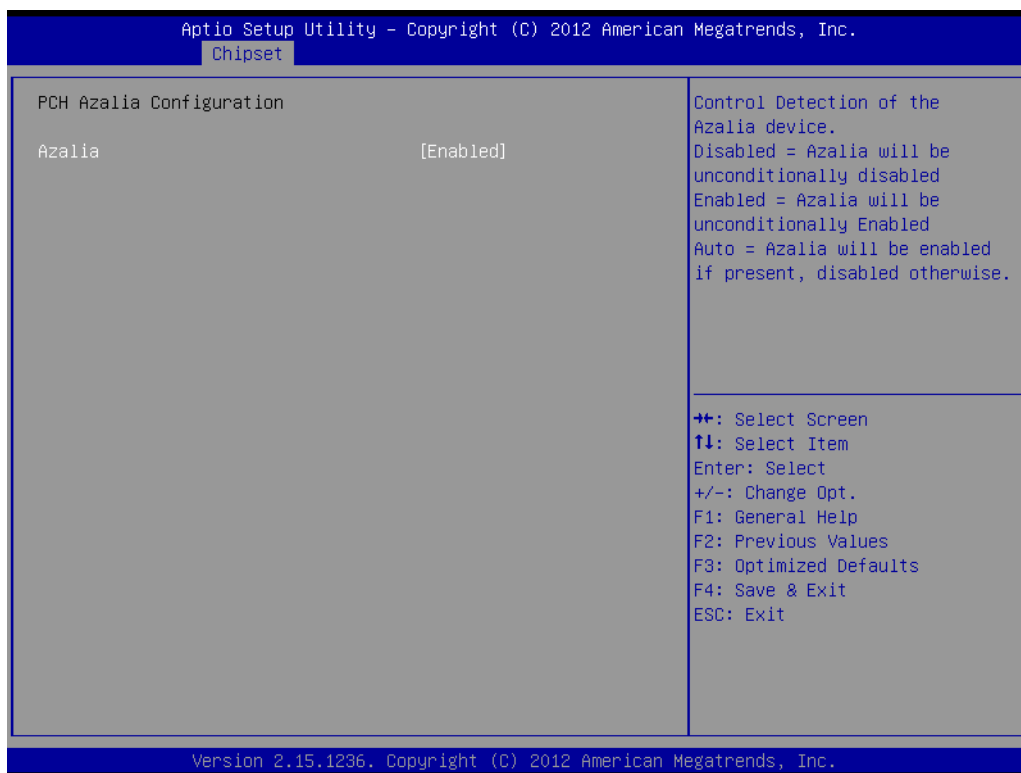 Aptio Setup Utility – Copyright (C) 2012 American Megatrends, Inc.
Chipset
PCH Azalia Configuration
Azalia [Enabled]
Control Detection of the
Azalia device.
Disabled = Azalia will be
unconditionally disabled
Enabled = Azalia will be
unconditionally Enabled
Auto = Azalia will be enabled
if present, disabled otherwise.
→←: Select Screen
↑↓: Select Item
Enter: Select
+/-: Change Opt.
F1: General Help
F2: Previous Values
F3: Optimized Defaults
F4: Save & Exit
ESC: Exit
Version 2.15.1236. Copyright (C) 2012 American Megatrends, Inc.